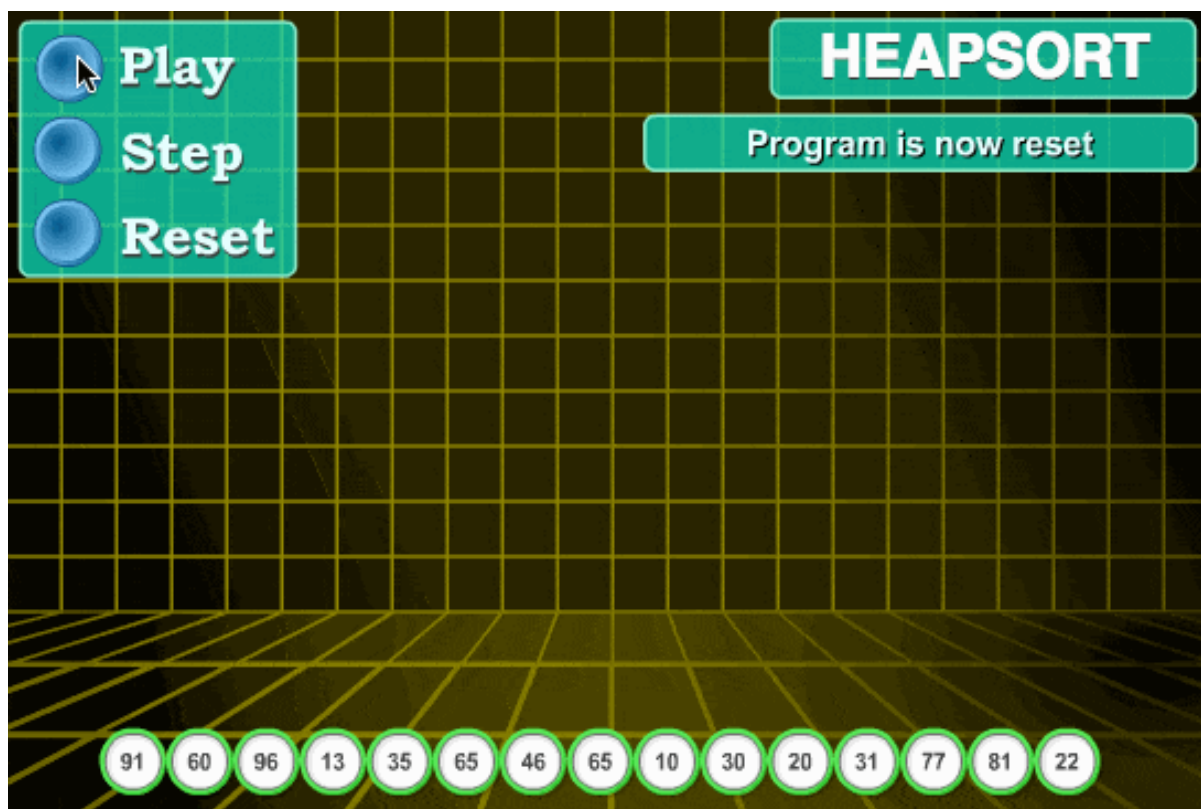 Play
Step
Reset
HEAPSORT
Program is now reset
91 60 96 13 35 65 46 65 10 30 20 31 77 81 22